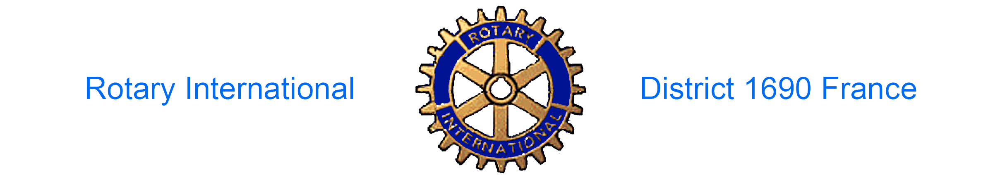 Rotary International
ROTARY
INTERNATIONAL
District 1690 France